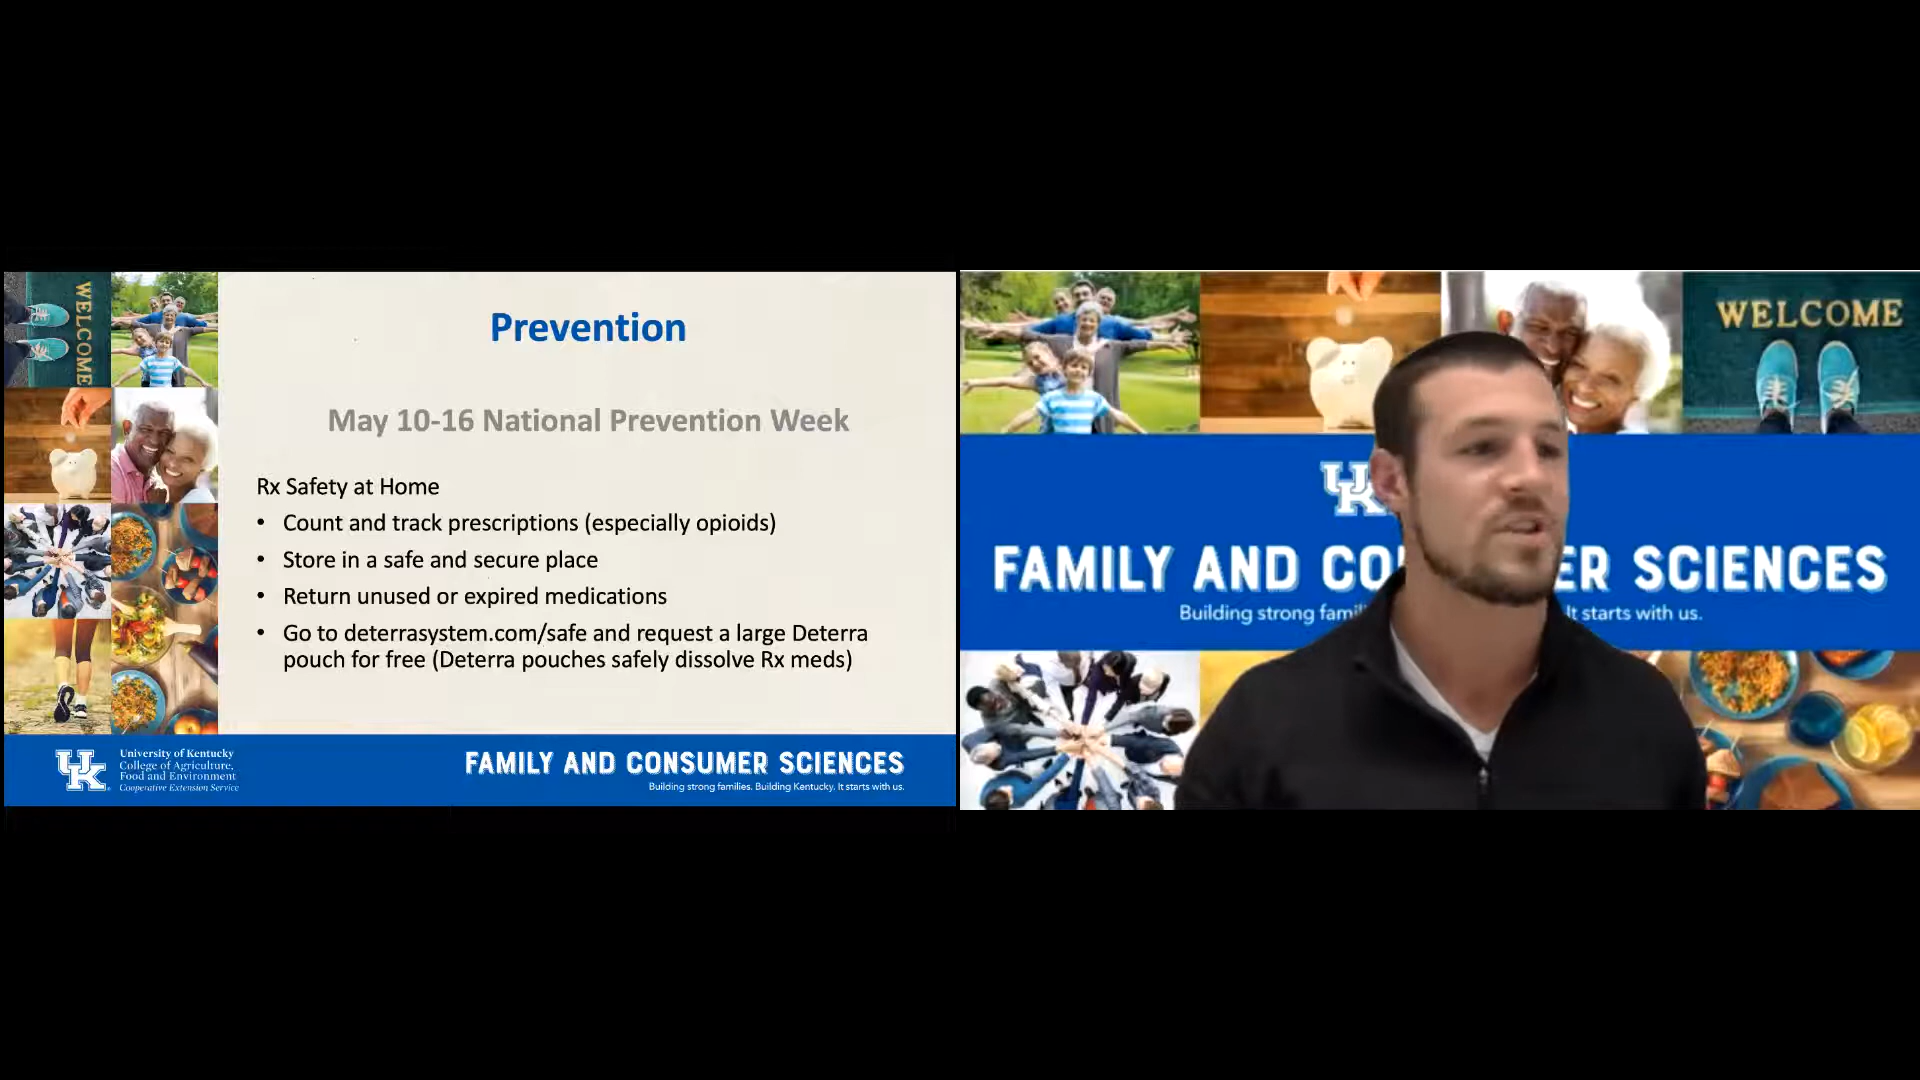 WELCOME
Prevention
May 10-16 National Prevention Week
Rx Safety at Home
• Count and track prescriptions (especially opioids)
• Store in a safe and secure place
• Return unused or expired medications
• Go to deterrasystem.com/safe and request a large Deterra
pouch for free (Deterra pouches safely dissolve Rx meds)
UK
University of Kentucky
College of Agriculture,
Food and Environment
Cooperative Extension Service
FAMILY AND CONSUMER SCIENCES
Building strong families. Building Kentucky. It starts with us.
WELCOME
UK
FAMILY AND CO ER SCIENCES
Building strong famil It starts with us.